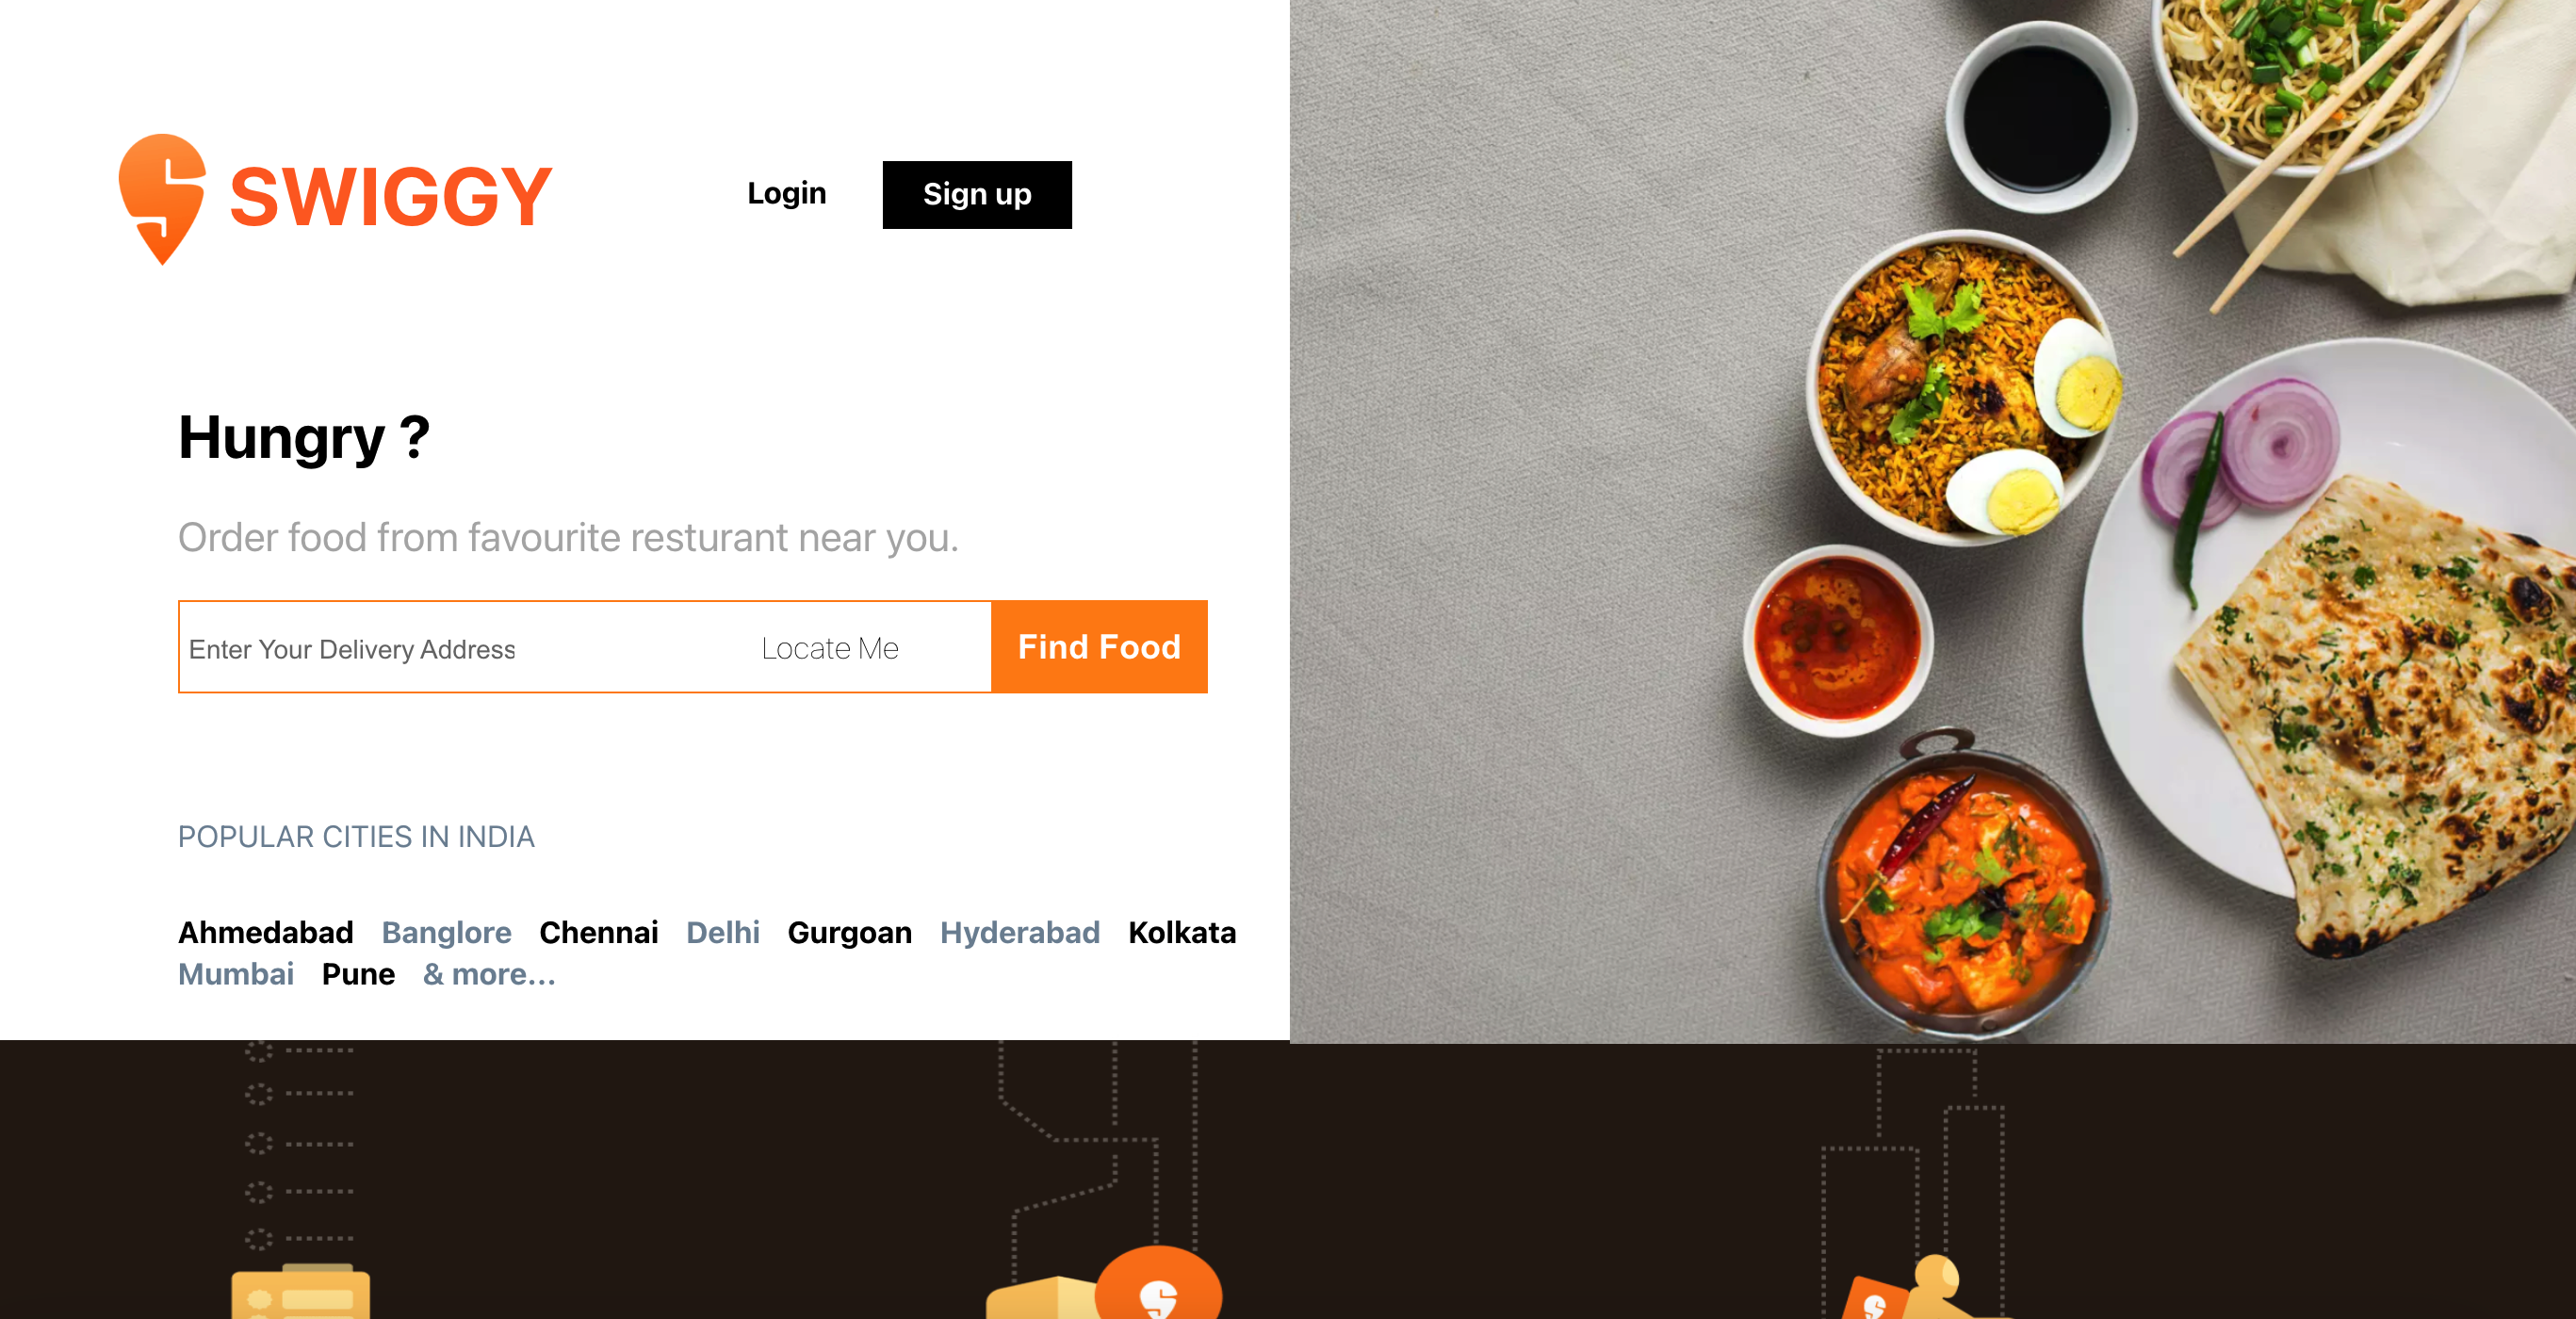 SWIGGY
Login
Sign up
Hungry ?
Order food from favourite resturant near you.
Enter Your Delivery Address
Locate Me
Find Food
POPULAR CITIES IN INDIA
Ahmedabad Banglore Chennai Delhi Gurgoan Hyderabad Kolkata
Mumbai Pune & more...